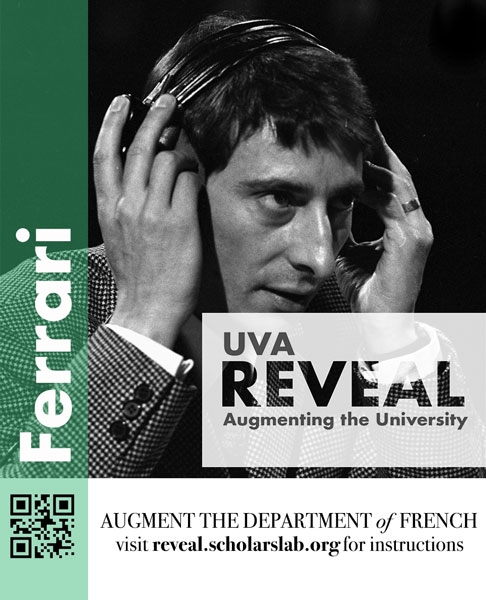 Ferrari
UVA
REVEAL
Augmenting the University
AUGMENT THE DEPARTMENT of FRENCH
visit reveal.scholarslab.org for instructions